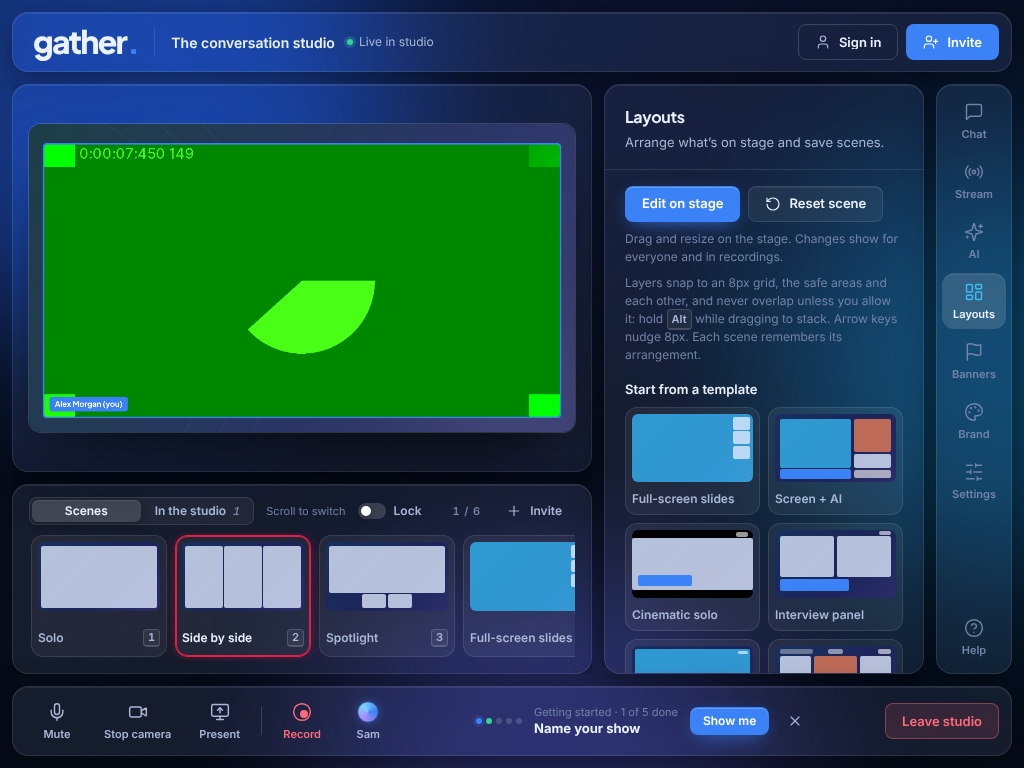 gather.
The conversation studio
Live in studio
Sign in
Invite
0:00:07:450 149
Alex Morgan (you)
Scenes
In the studio 1
Scroll to switch
Lock
1 / 6
Invite
Solo
1
Side by side
2
Spotlight
3
Full-screen slides
Layouts
Arrange what's on stage and save scenes.
Edit on stage
Reset scene
Drag and resize on the stage. Changes show for
everyone and in recordings.
Layers snap to an 8px grid, the safe areas and
each other, and never overlap unless you allow
it: hold Alt while dragging to stack. Arrow keys
nudge 8px. Each scene remembers its
arrangement.
Start from a template
Full-screen slides
Screen + AI
Cinematic solo
Interview panel
Chat
Stream
AI
Layouts
Banners
Brand
Settings
Help
Mute
Stop camera
Present
Record
Sam
Getting started · 1 of 5 done
Name your show
Show me
Leave studio